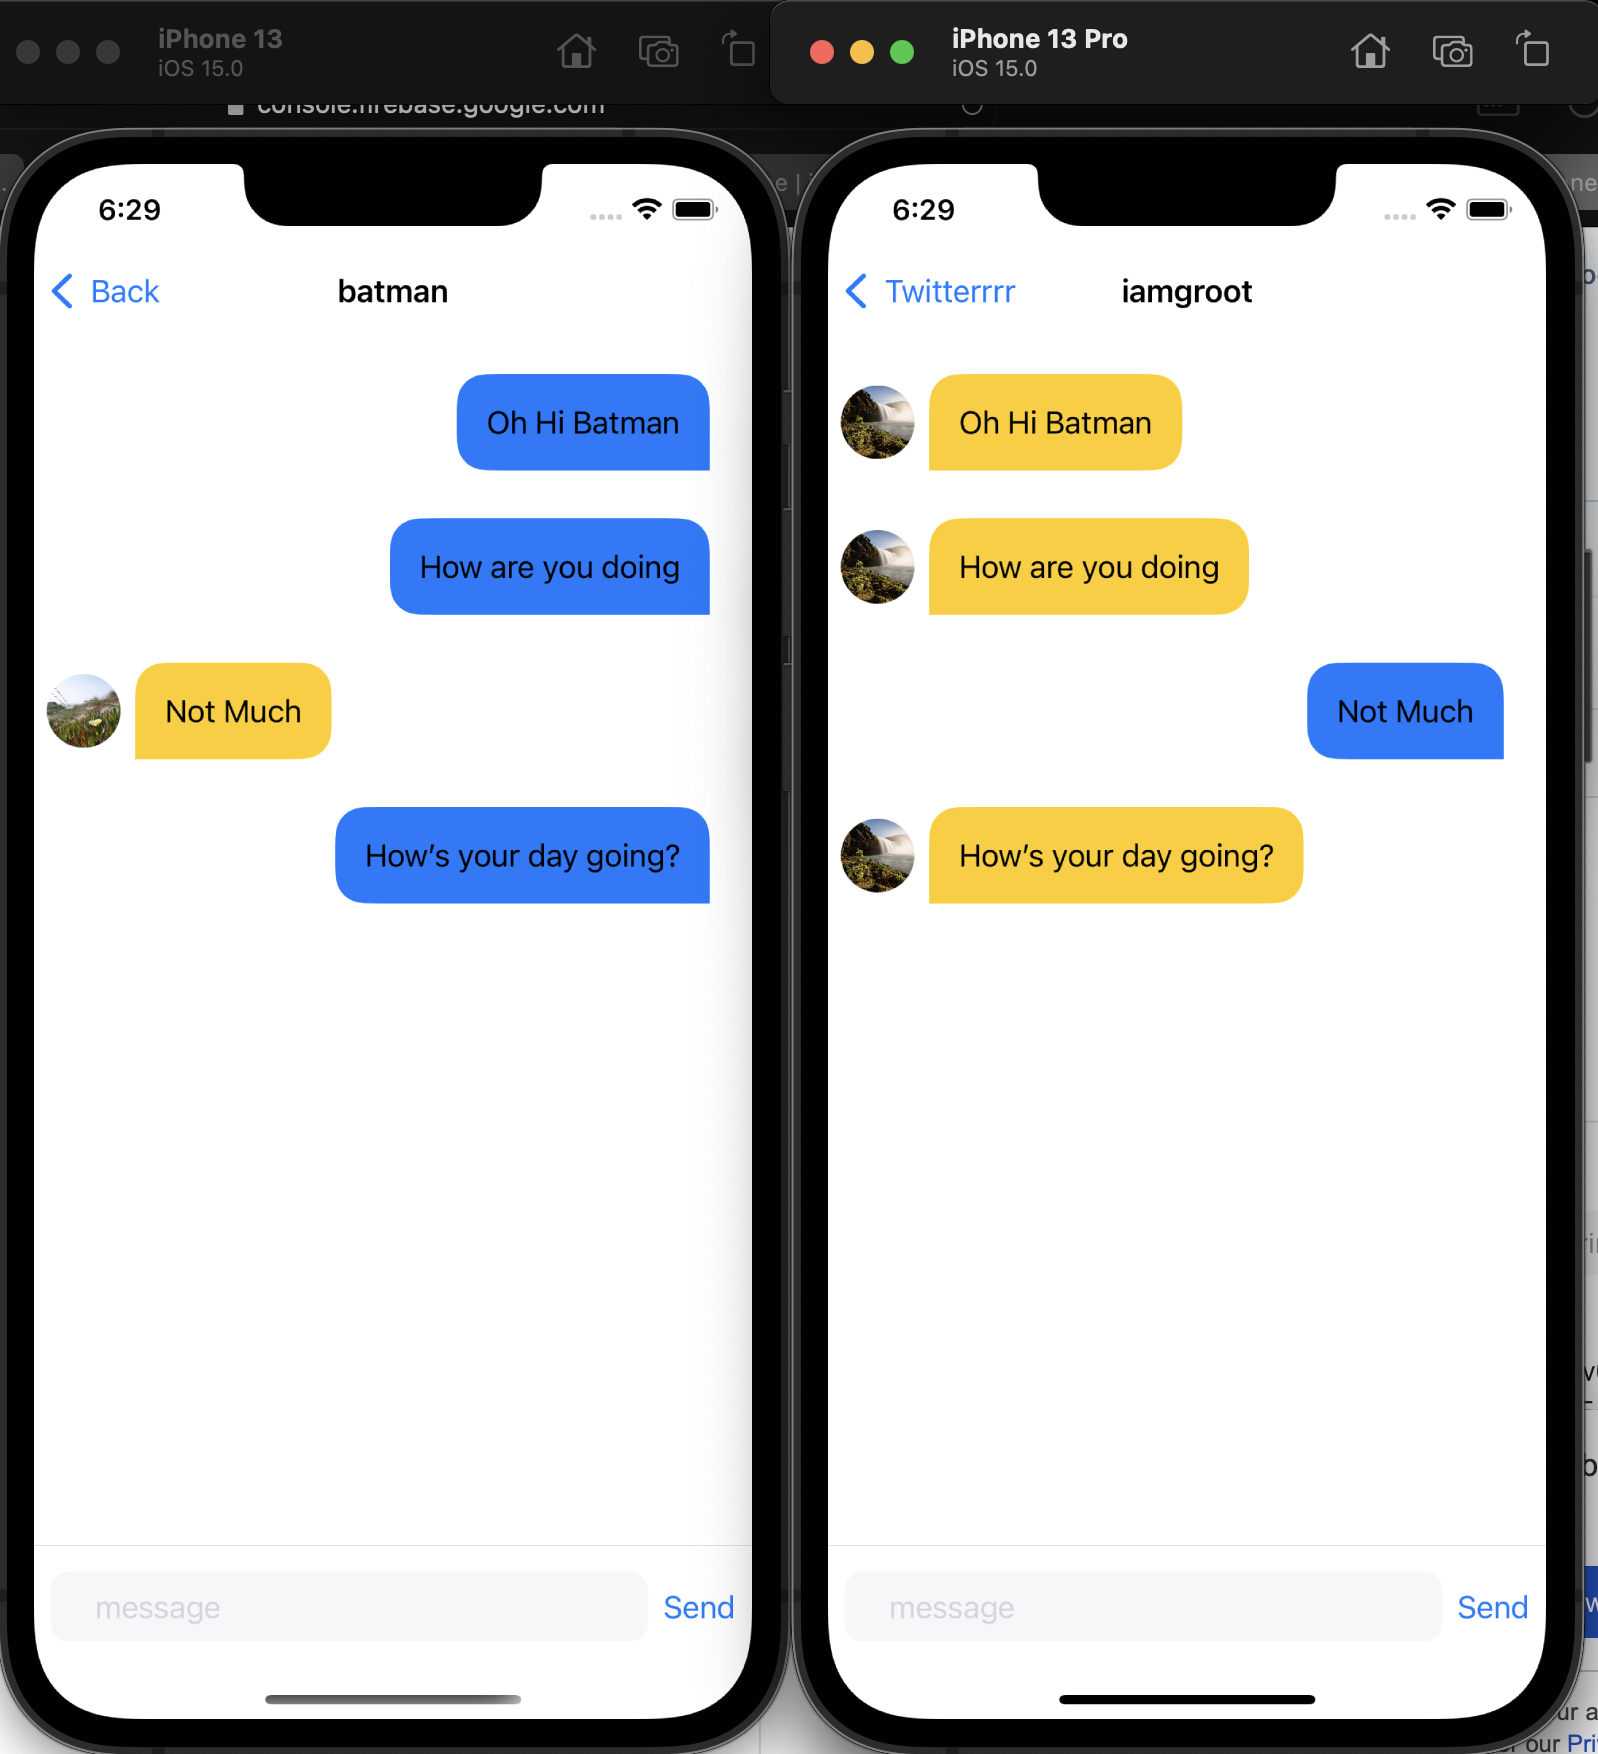 iPhone 13
iOS 15.0
iPhone 13 Pro
iOS 15.0
console.firebase.google.com
6:29
Back
batman
Oh Hi Batman
How are you doing
Not Much
How’s your day going?
message
Send
6:29
Twitterrrr
iamgroot
Oh Hi Batman
How are you doing
Not Much
How’s your day going?
message
Send
our